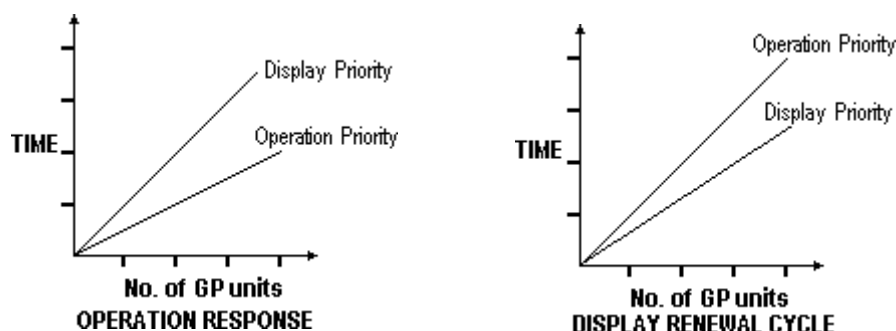 Display Priority
Operation Priority
TIME
No. of GP units
OPERATION RESPONSE
Operation Priority
Display Priority
TIME
No. of GP units
DISPLAY RENEWAL CYCLE